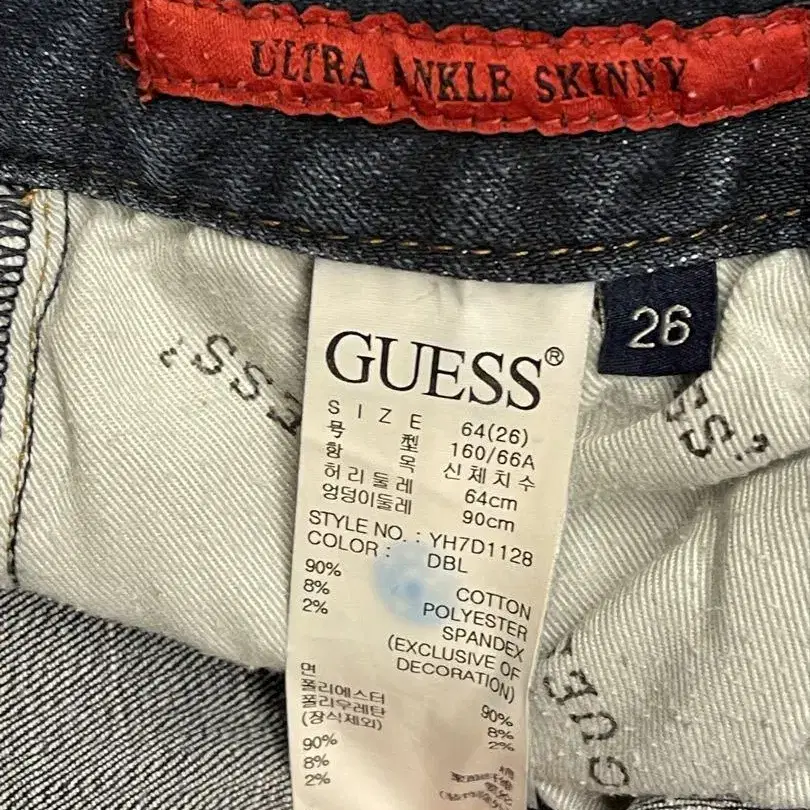 ULTRA ANKLE SKINNY
26
GUESS®
SIZE 64(26)
号型 160/66A
항목 신체치수
허리둘레 64cm
엉덩이둘레 90cm
STYLE NO. : YH7D1128
COLOR : DBL
90% COTTON
8% POLYESTER
2% SPANDEX
(EXCLUSIVE OF
DECORATION)
면 90%
폴리에스터 8%
폴리우레탄 2%
(장식제외)
90%
8%
2%